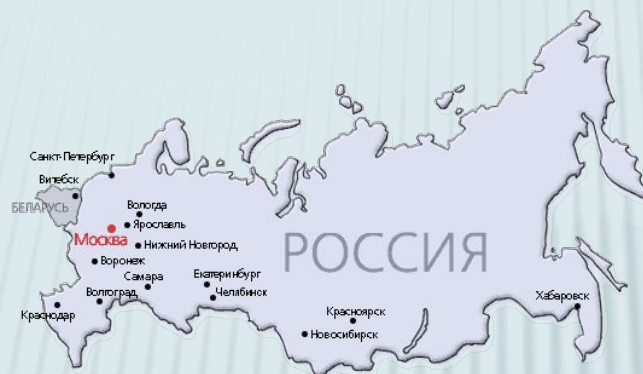 Санкт-Петербург
Витебск
БЕЛАРУСЬ
Вологда
Ярославль
Москва
Нижний Новгород
РОССИЯ
Воронеж
Самара
Екатеринбург
Волгоград
Челябинск
Хабаровск
Краснодар
Красноярск
Новосибирск